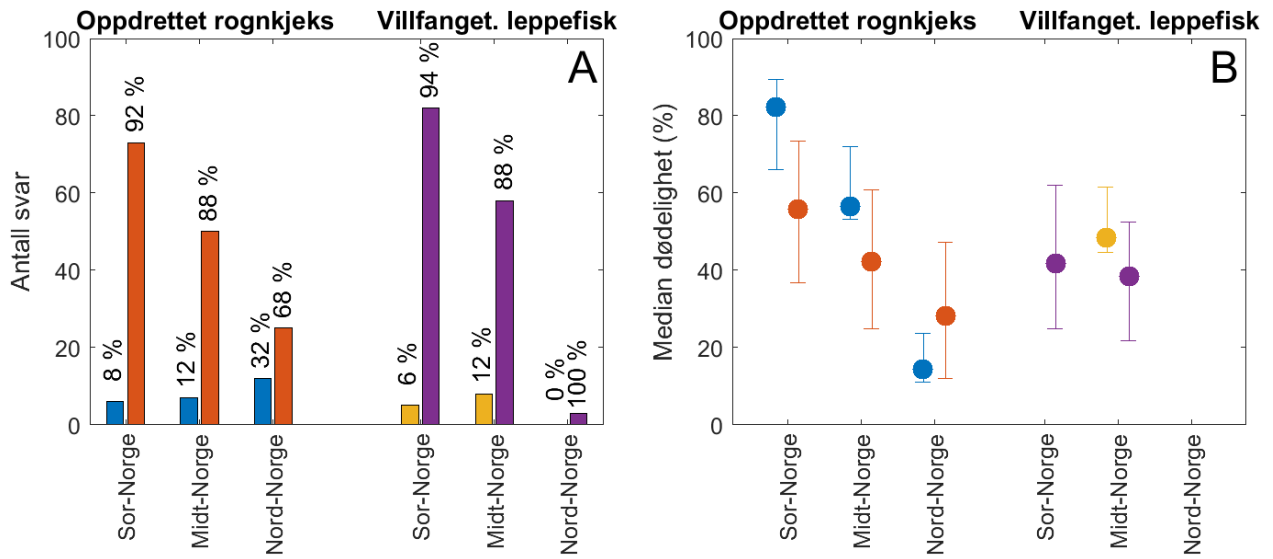 Oppdrettet rognkjeks
Villfanget. leppefisk
A
Antall svar
100
80
60
40
20
0
8 %
92 %
12 %
88 %
32 %
68 %
6 %
94 %
12 %
88 %
0 %
100 %
Sor-Norge
Midt-Norge
Nord-Norge
Sor-Norge
Midt-Norge
Nord-Norge
Oppdrettet rognkjeks
Villfanget. leppefisk
B
Median dødelighet (%)
100
80
60
40
20
0
Sor-Norge
Midt-Norge
Nord-Norge
Sor-Norge
Midt-Norge
Nord-Norge